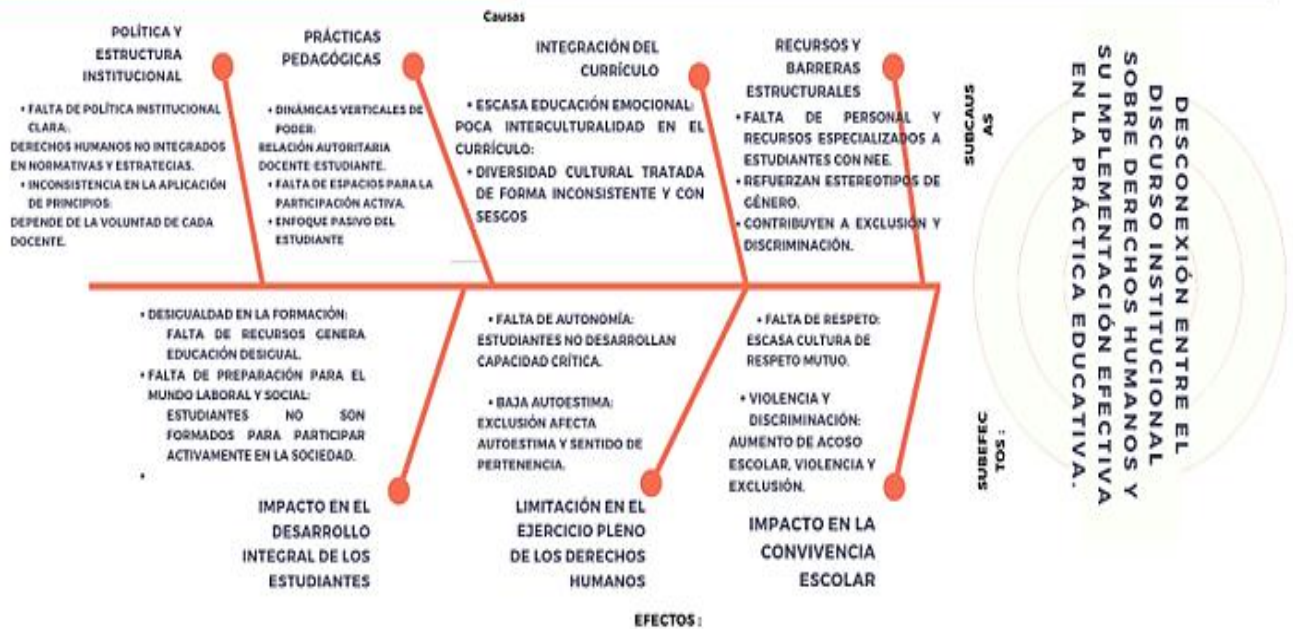 Causas
POLÍTICA Y
ESTRUCTURA
INSTITUCIONAL
• FALTA DE POLÍTICA INSTITUCIONAL
CLARA:.
DERECHOS HUMANOS NO INTEGRADOS
EN NORMATIVAS Y ESTRATEGIAS.
• INCONSISTENCIA EN LA APLICACIÓN
DE PRINCIPIOS:
DEPENDE DE LA VOLUNTAD DE CADA
DOCENTE.
PRÁCTICAS
PEDAGÓGICAS
• DINÁMICAS VERTICALES DE
PODER:
RELACIÓN AUTORITARIA
DOCENTE-ESTUDIANTE.
• FALTA DE ESPACIOS PARA LA
PARTICIPACIÓN ACTIVA.
• ENFOQUE PASIVO DEL
ESTUDIANTE
INTEGRACIÓN DEL
CURRÍCULO
• ESCASA EDUCACIÓN EMOCIONAL:
POCA INTERCULTURALIDAD EN EL
CURRÍCULO:
• DIVERSIDAD CULTURAL TRATADA
DE FORMA INCONSISTENTE Y CON
SESGOS
RECURSOS Y
BARRERAS
ESTRUCTURALES
• FALTA DE PERSONAL Y
RECURSOS ESPECIALIZADOS A
ESTUDIANTES CON NEE.
• REFUERZAN ESTEREOTIPOS DE
GÉNERO.
• CONTRIBUYEN A EXCLUSIÓN Y
DISCRIMINACIÓN.
SUBCAUS
AS
• DESIGUALDAD EN LA FORMACIÓN:
FALTA DE RECURSOS GENERA
EDUCACIÓN DESIGUAL.
• FALTA DE PREPARACIÓN PARA EL
MUNDO LABORAL Y SOCIAL:
ESTUDIANTES NO SON
FORMADOS PARA PARTICIPAR
ACTIVAMENTE EN LA SOCIEDAD.
•
IMPACTO EN EL
DESARROLLO
INTEGRAL DE LOS
ESTUDIANTES
• FALTA DE AUTONOMÍA:
ESTUDIANTES NO DESARROLLAN
CAPACIDAD CRÍTICA.
• BAJA AUTOESTIMA:
EXCLUSIÓN AFECTA
AUTOESTIMA Y SENTIDO DE
PERTENENCIA.
LIMITACIÓN EN EL
EJERCICIO PLENO
DE LOS DERECHOS
HUMANOS
• FALTA DE RESPETO:
ESCASA CULTURA DE
RESPETO MUTUO.
• VIOLENCIA Y
DISCRIMINACIÓN:
AUMENTO DE ACOSO
ESCOLAR, VIOLENCIA Y
EXCLUSIÓN.
IMPACTO EN LA
CONVIVENCIA
ESCOLAR
SUBEFEC
TOS :
EFECTOS :
DESCONEXIÓN ENTRE EL
DISCURSO INSTITUCIONAL
SOBRE DERECHOS HUMANOS Y
SU IMPLEMENTACIÓN EFECTIVA
EN LA PRÁCTICA EDUCATIVA.